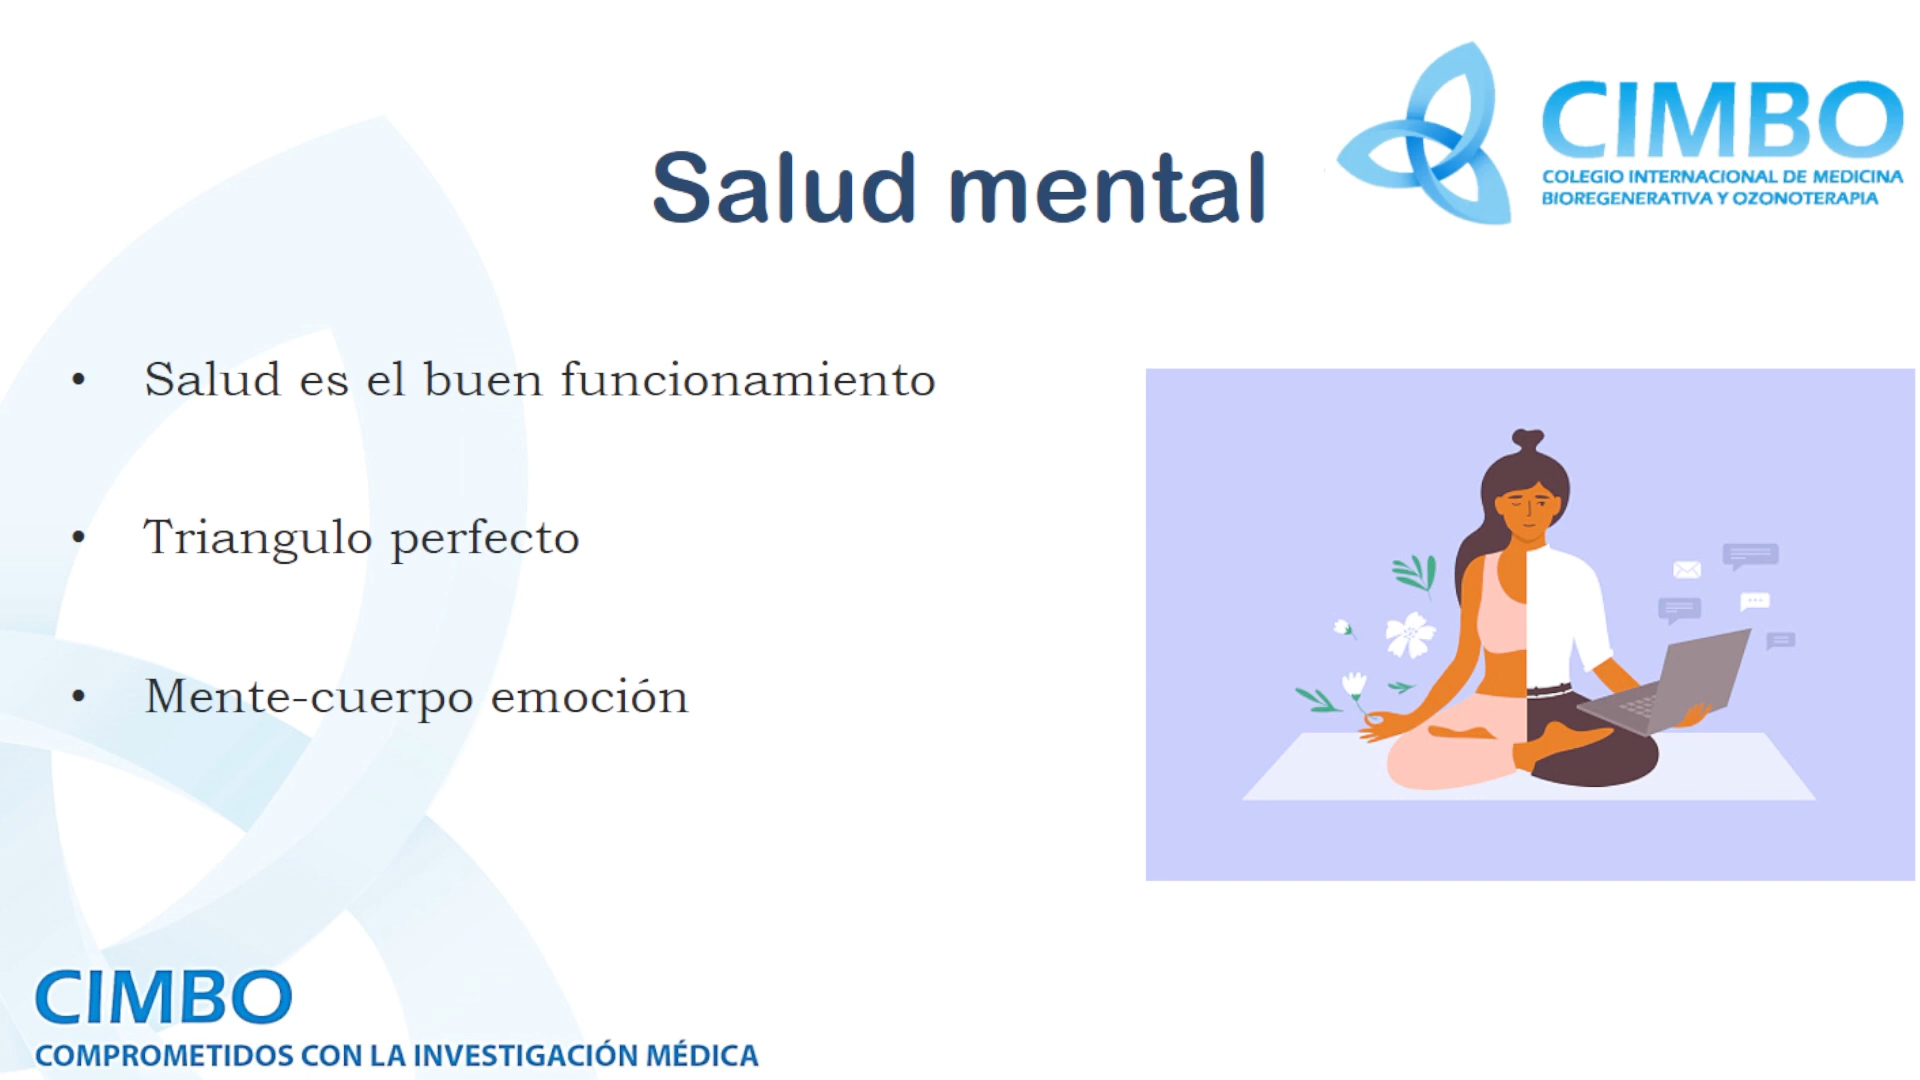 Salud mental
CIMBO
COLEGIO INTERNACIONAL DE MEDICINA
BIOREGENERATIVA Y OZONOTERAPIA
• Salud es el buen funcionamiento
• Triangulo perfecto
• Mente-cuerpo emoción
CIMBO
COMPROMETIDOS CON LA INVESTIGACIÓN MÉDICA